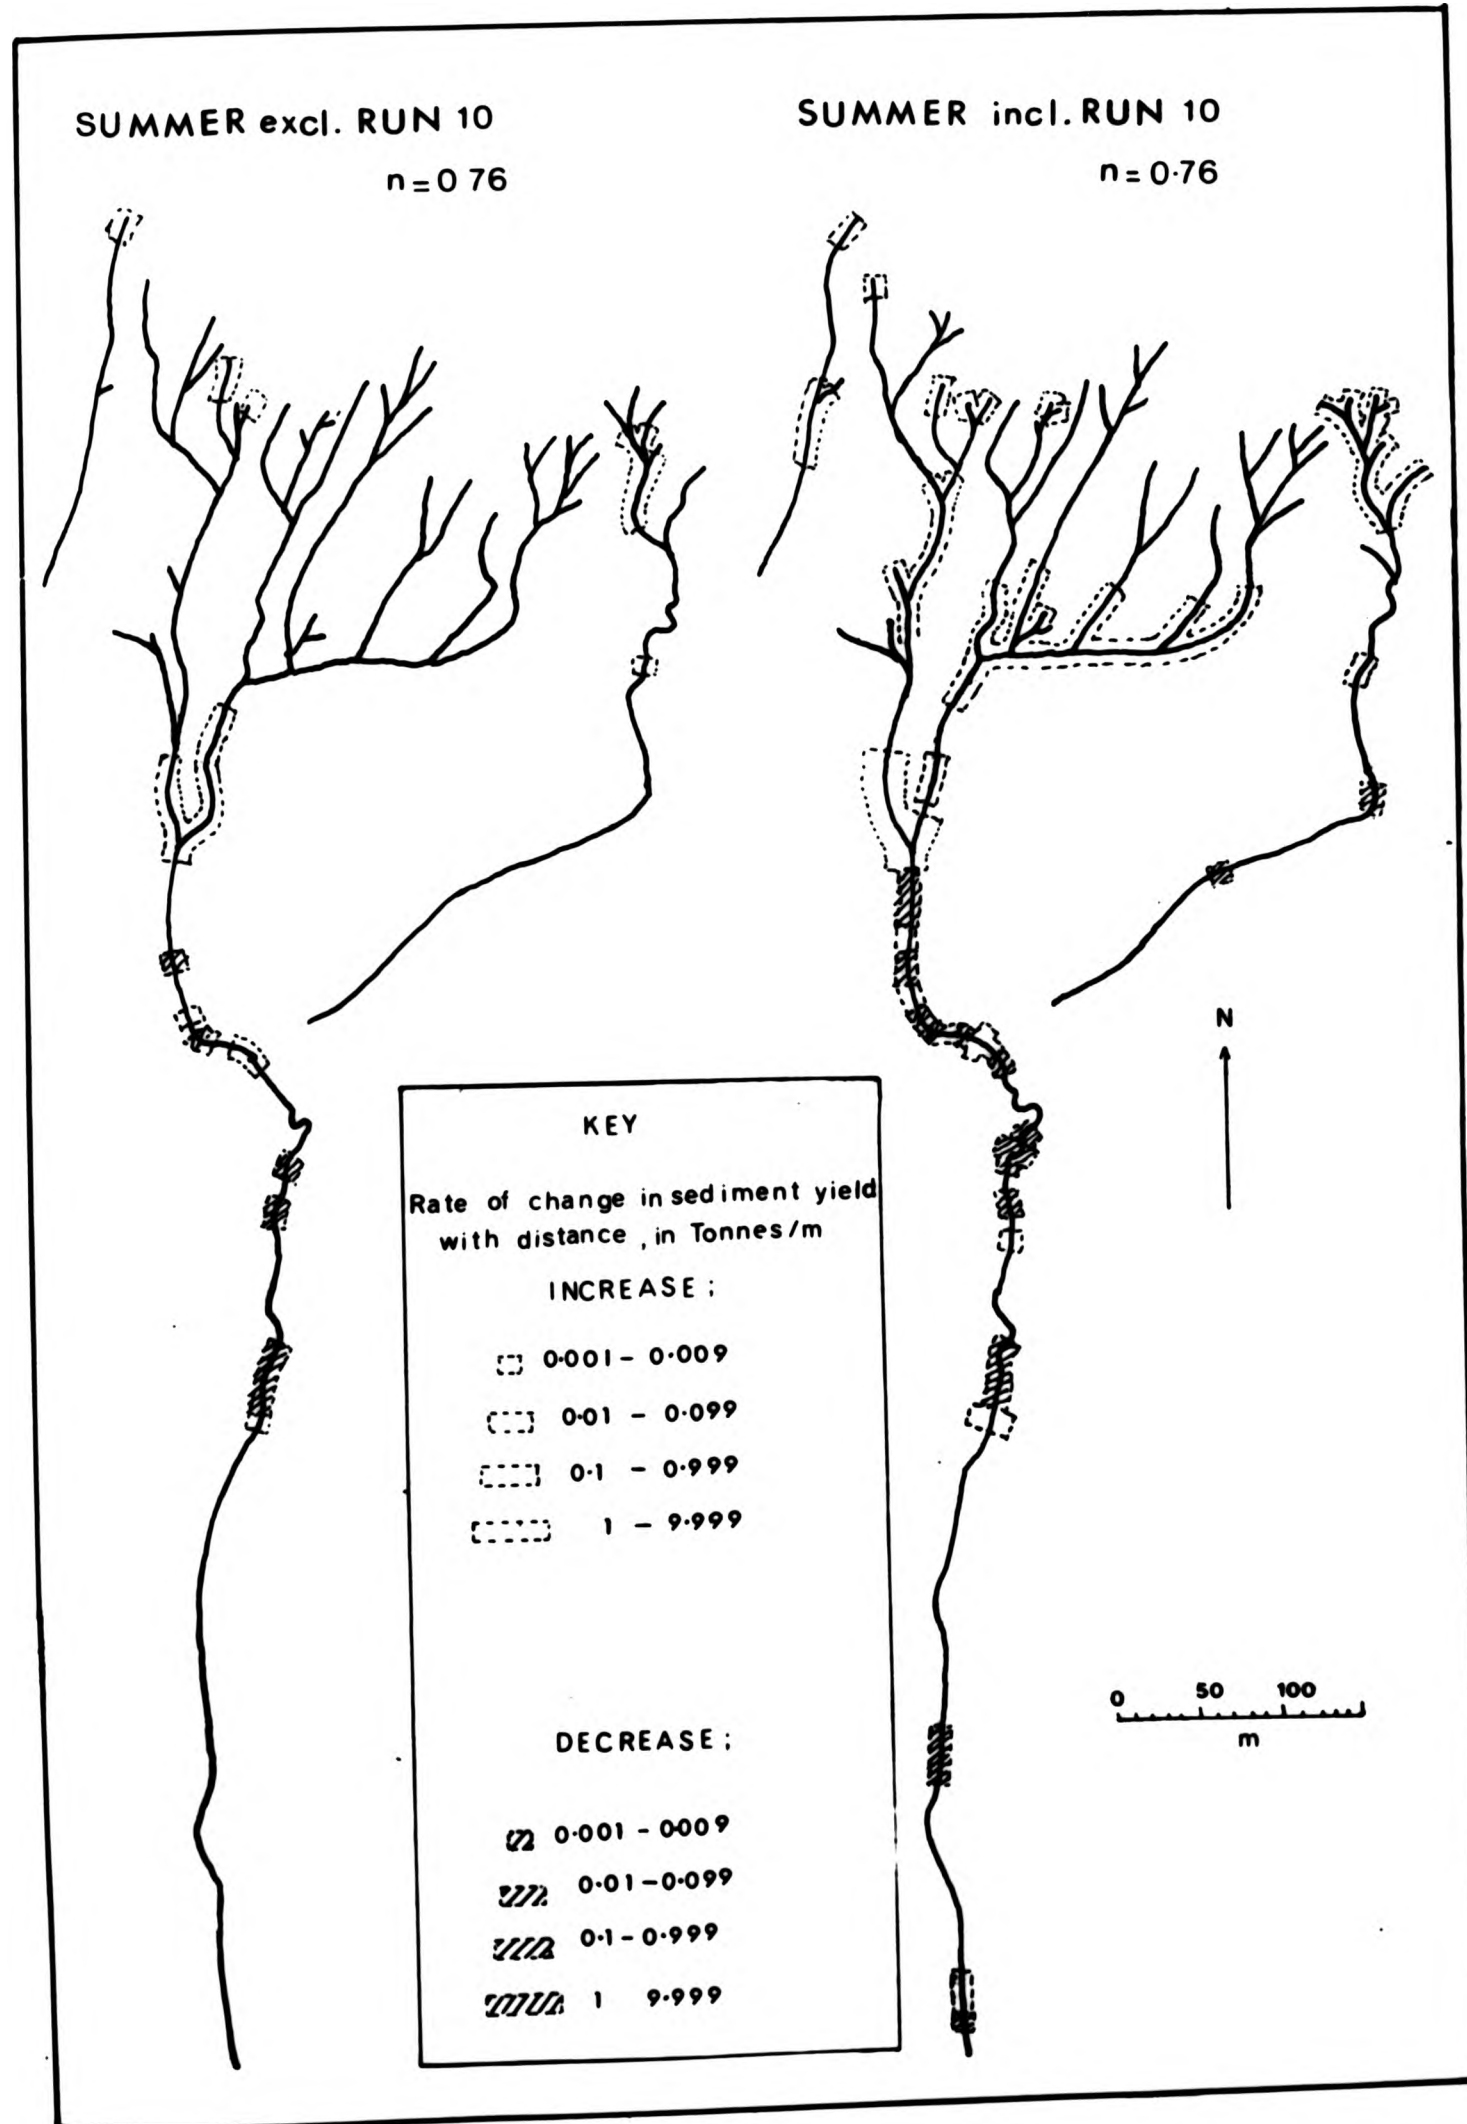 SUMMER excl. RUN 10
n = 0 76
SUMMER incl. RUN 10
n = 0·76
N
KEY
Rate of change in sediment yield
with distance , in Tonnes/m
INCREASE ;
0·001 – 0·009
0·01 – 0·099
0·1 – 0·999
1 – 9·999
DECREASE ;
0·001 – 0·009
0·01–0·099
0·1 – 0·999
1 9·999
0 50 100
m